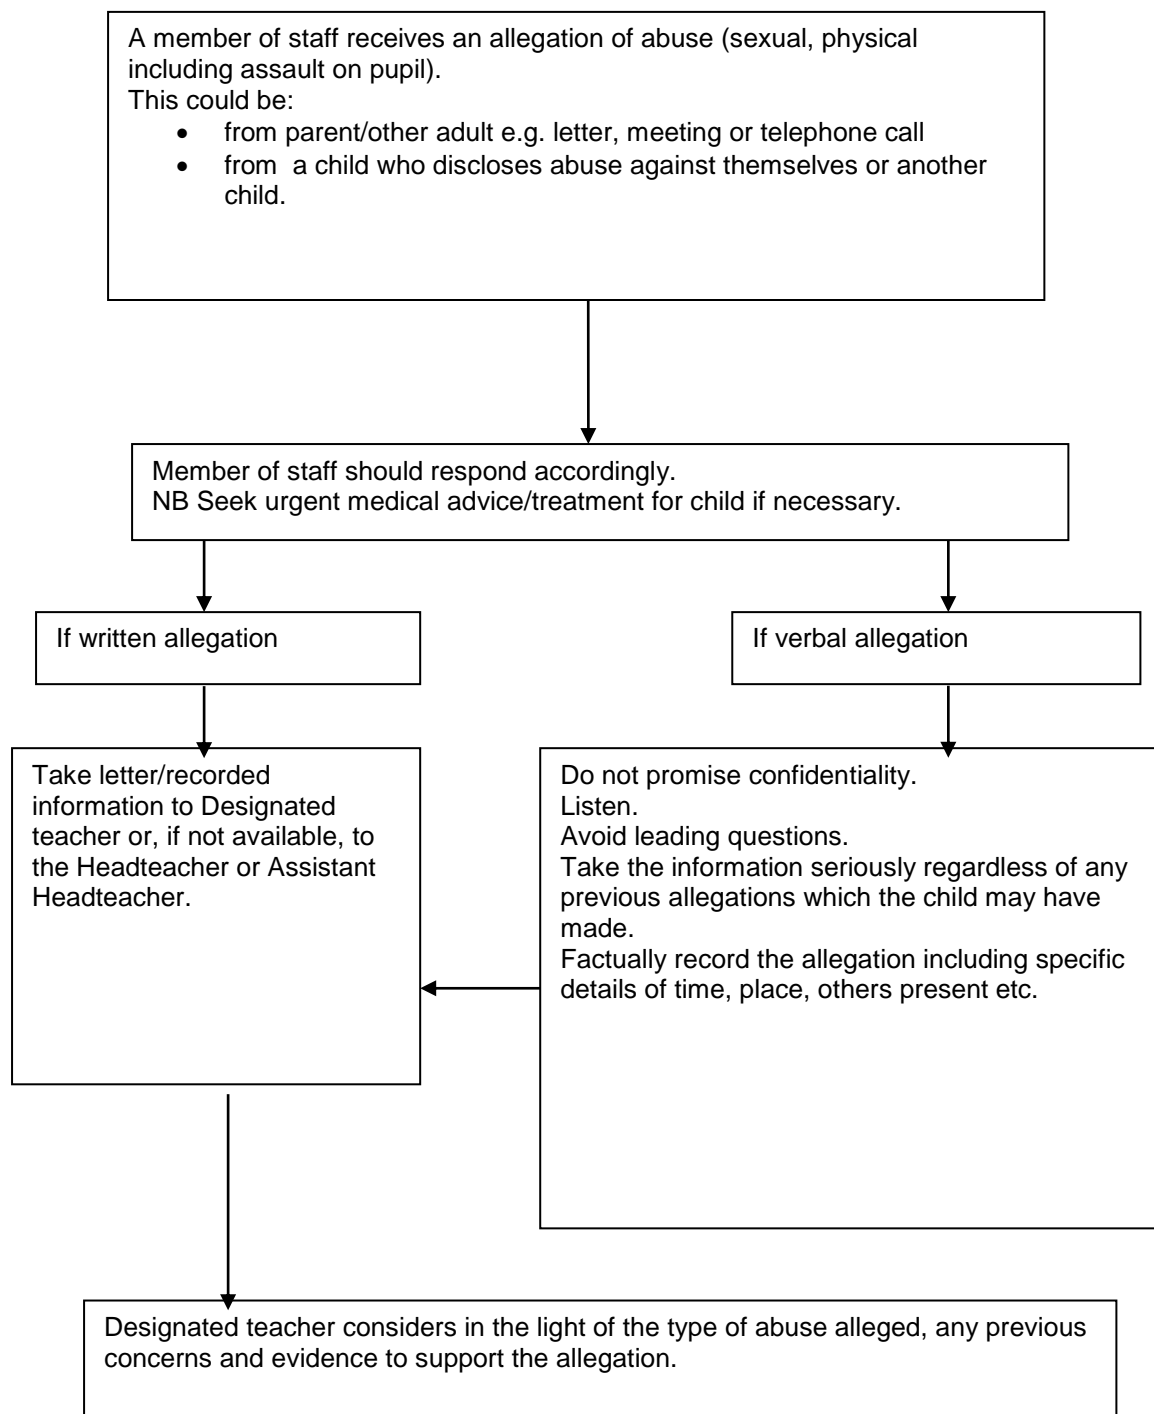 A member of staff receives an allegation of abuse (sexual, physical
including assault on pupil).
This could be:
• from parent/other adult e.g. letter, meeting or telephone call
• from a child who discloses abuse against themselves or another
child.
Member of staff should respond accordingly.
NB Seek urgent medical advice/treatment for child if necessary.
If written allegation
If verbal allegation
Take letter/recorded
information to Designated
teacher or, if not available, to
the Headteacher or Assistant
Headteacher.
Do not promise confidentiality.
Listen.
Avoid leading questions.
Take the information seriously regardless of any
previous allegations which the child may have
made.
Factually record the allegation including specific
details of time, place, others present etc.
Designated teacher considers in the light of the type of abuse alleged, any previous
concerns and evidence to support the allegation.